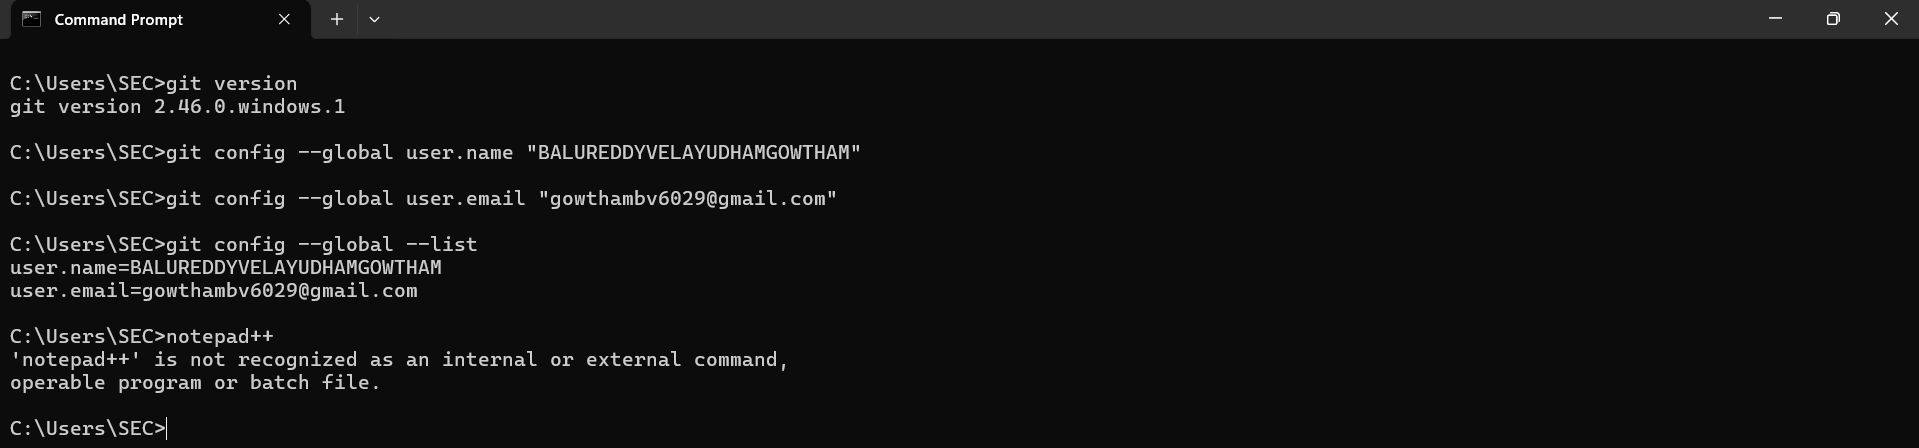 Command Prompt
C:\Users\SEC>git version
git version 2.46.0.windows.1
C:\Users\SEC>git config --global user.name "BALUREDDYVELAYUDHAMGOWTHAM"
C:\Users\SEC>git config --global user.email "gowthambv6029@gmail.com"
C:\Users\SEC>git config --global --list
user.name=BALUREDDYVELAYUDHAMGOWTHAM
user.email=gowthambv6029@gmail.com
C:\Users\SEC>notepad++
'notepad++' is not recognized as an internal or external command,
operable program or batch file.
C:\Users\SEC>